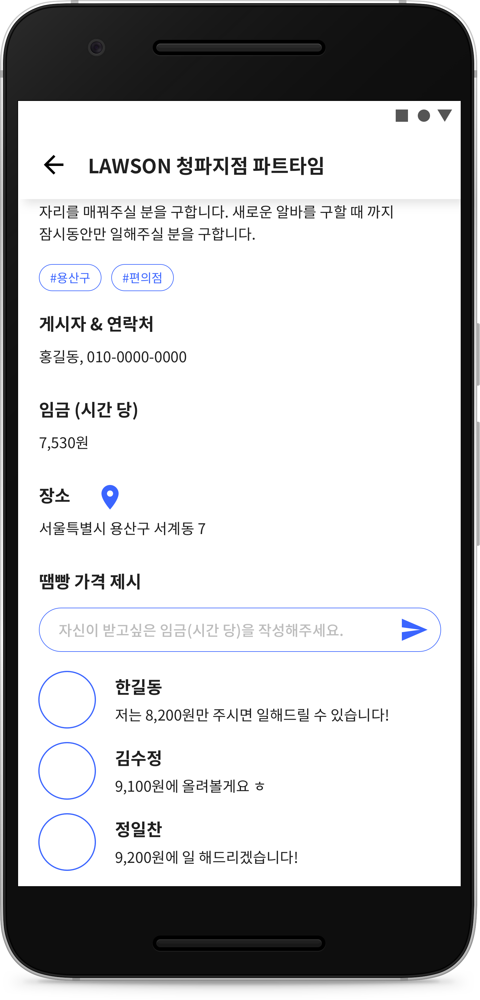 LAWSON 청파지점 파트타임
자리를 매꿔주실 분을 구합니다. 새로운 알바를 구할 때 까지
잠시동안만 일해주실 분을 구합니다.
#용산구 #편의점
게시자 & 연락처
홍길동, 010-0000-0000
임금 (시간 당)
7,530원
장소
서울특별시 용산구 서계동 7
땜빵 가격 제시
자신이 받고싶은 임금(시간 당)을 작성해주세요.
한길동
저는 8,200원만 주시면 일해드릴 수 있습니다!
김수정
9,100원에 올려볼게요 ㅎ
정일찬
9,200원에 일 해드리겠습니다!